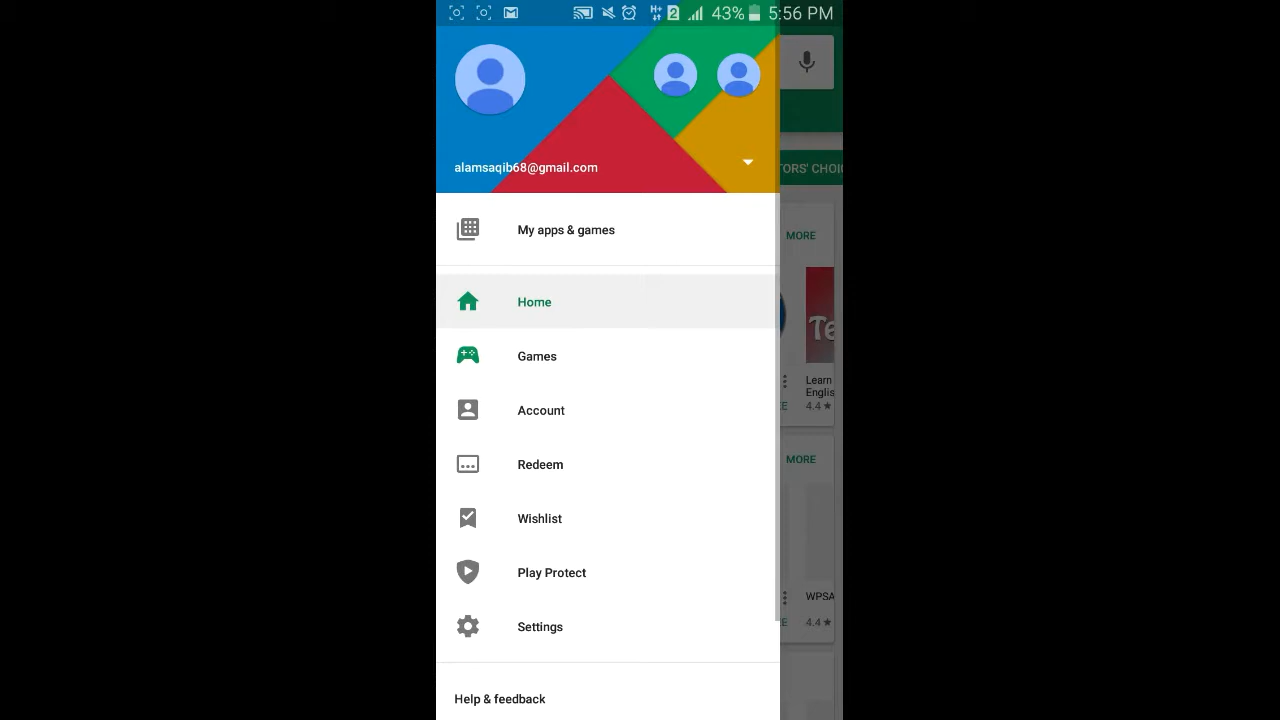 43% 5:56 PM
alamsaqib68@gmail.com
TORS' CHOI
My apps & games
MORE
Home
Games
Learn
Englis
4.4★
Account
MORE
Redeem
Wishlist
Play Protect
WPSA
4.4★
Settings
Help & feedback